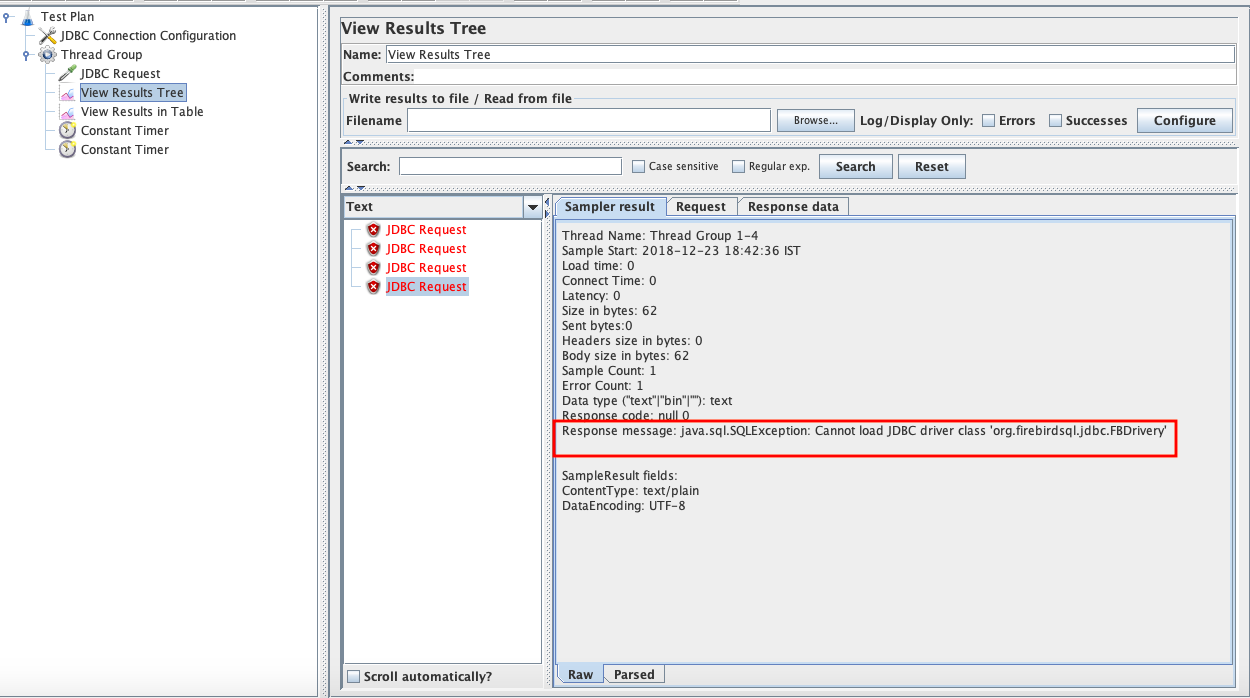 Test Plan
JDBC Connection Configuration
Thread Group
JDBC Request
View Results Tree
View Results in Table
Constant Timer
Constant Timer
View Results Tree
Name: View Results Tree
Comments:
Write results to file / Read from file
Filename Browse... Log/Display Only: Errors Successes Configure
Search: Case sensitive Regular exp. Search Reset
Text
JDBC Request
JDBC Request
JDBC Request
JDBC Request
Scroll automatically?
Sampler result Request Response data
Thread Name: Thread Group 1-4
Sample Start: 2018-12-23 18:42:36 IST
Load time: 0
Connect Time: 0
Latency: 0
Size in bytes: 62
Sent bytes:0
Headers size in bytes: 0
Body size in bytes: 62
Sample Count: 1
Error Count: 1
Data type ("text"|"bin"|""): text
Response code: null 0
Response message: java.sql.SQLException: Cannot load JDBC driver class 'org.firebirdsql.jdbc.FBDrivery'
SampleResult fields:
ContentType: text/plain
DataEncoding: UTF-8
Raw Parsed